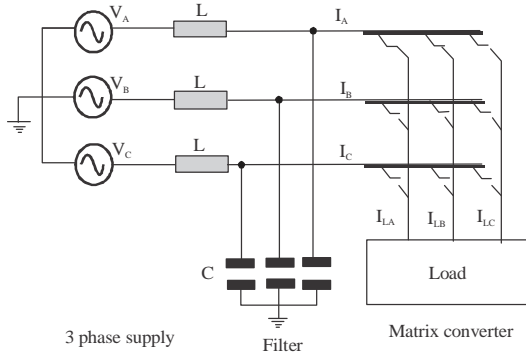 V_A L I_A
V_B L I_B
V_C L I_C
I_LA I_LB I_LC
C Load
3 phase supply Filter Matrix converter